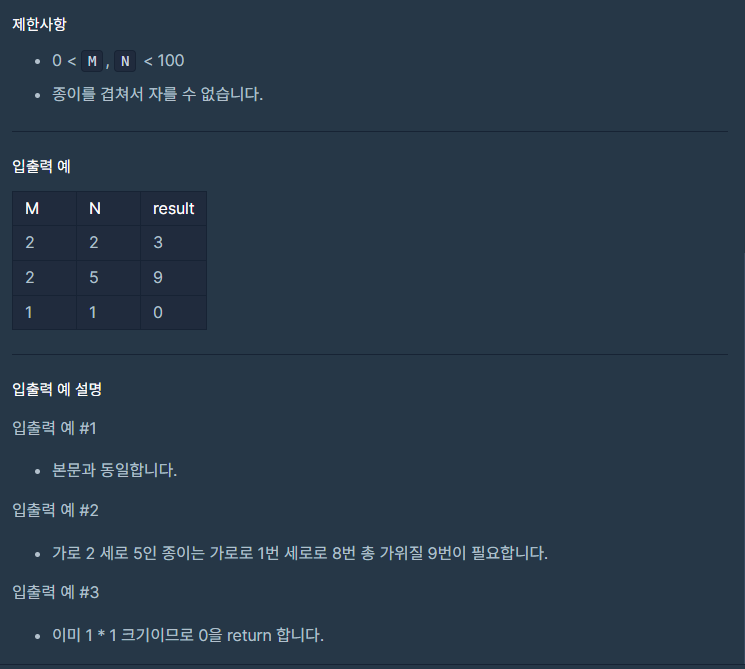 제한사항
0 < M, N < 100
종이를 겹쳐서 자를 수 없습니다.
입출력 예
M N result
2 2 3
2 5 9
1 1 0
입출력 예 설명
입출력 예 #1
본문과 동일합니다.
입출력 예 #2
가로 2 세로 5인 종이는 가로로 1번 세로로 8번 총 가위질 9번이 필요합니다.
입출력 예 #3
이미 1 * 1 크기이므로 0을 return 합니다.